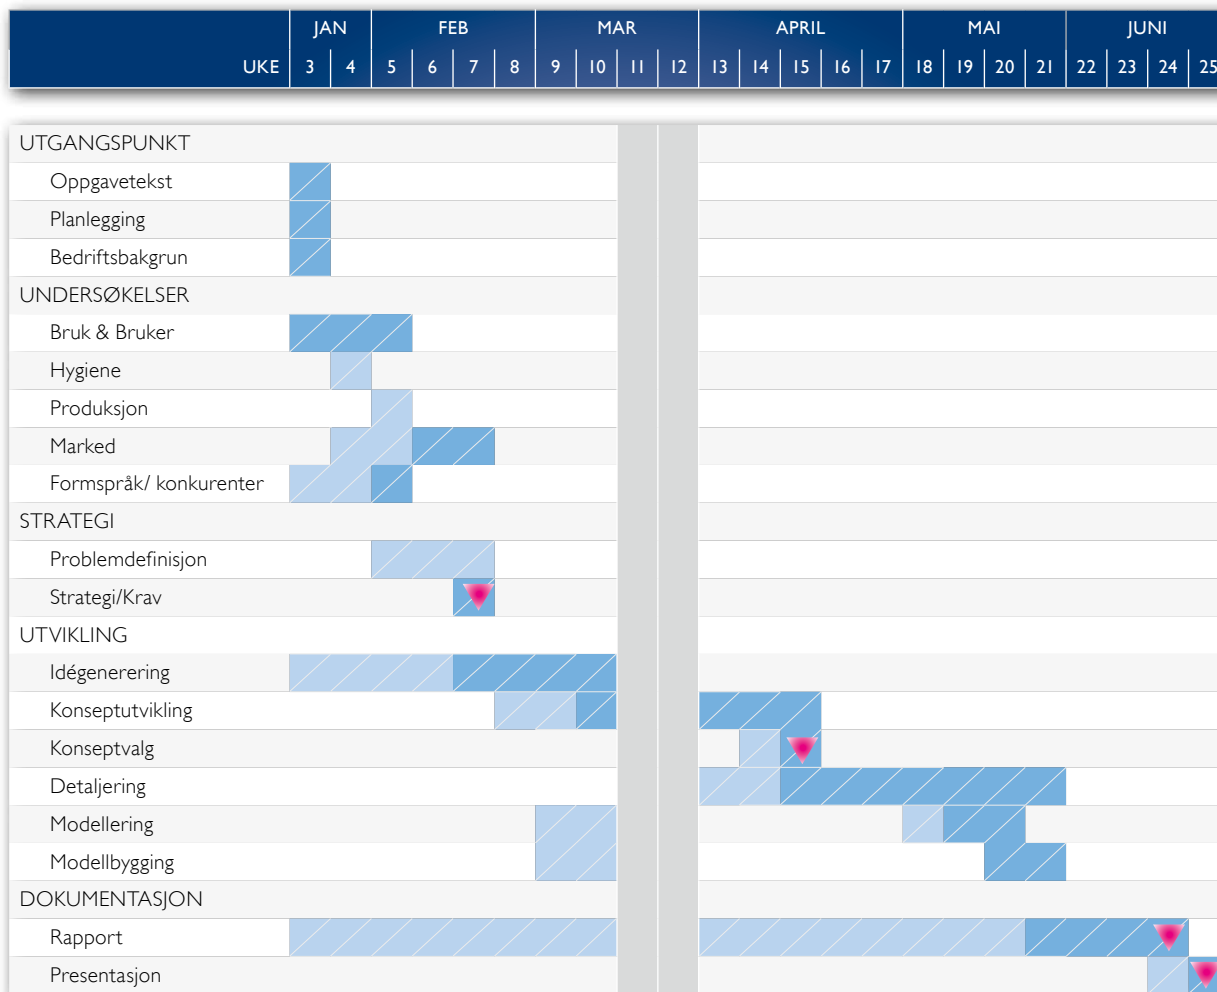 JAN FEB MAR APRIL MAI JUNI
UKE 3 4 5 6 7 8 9 10 11 12 13 14 15 16 17 18 19 20 21 22 23 24 25
UTGANGSPUNKT
Oppgavetekst
Planlegging
Bedriftsbakgrun
UNDERSØKELSER
Bruk & Bruker
Hygiene
Produksjon
Marked
Formspråk/ konkurenter
STRATEGI
Problemdefinisjon
Strategi/Krav
UTVIKLING
Idégenerering
Konseptutvikling
Konseptvalg
Detaljering
Modellering
Modellbygging
DOKUMENTASJON
Rapport
Presentasjon